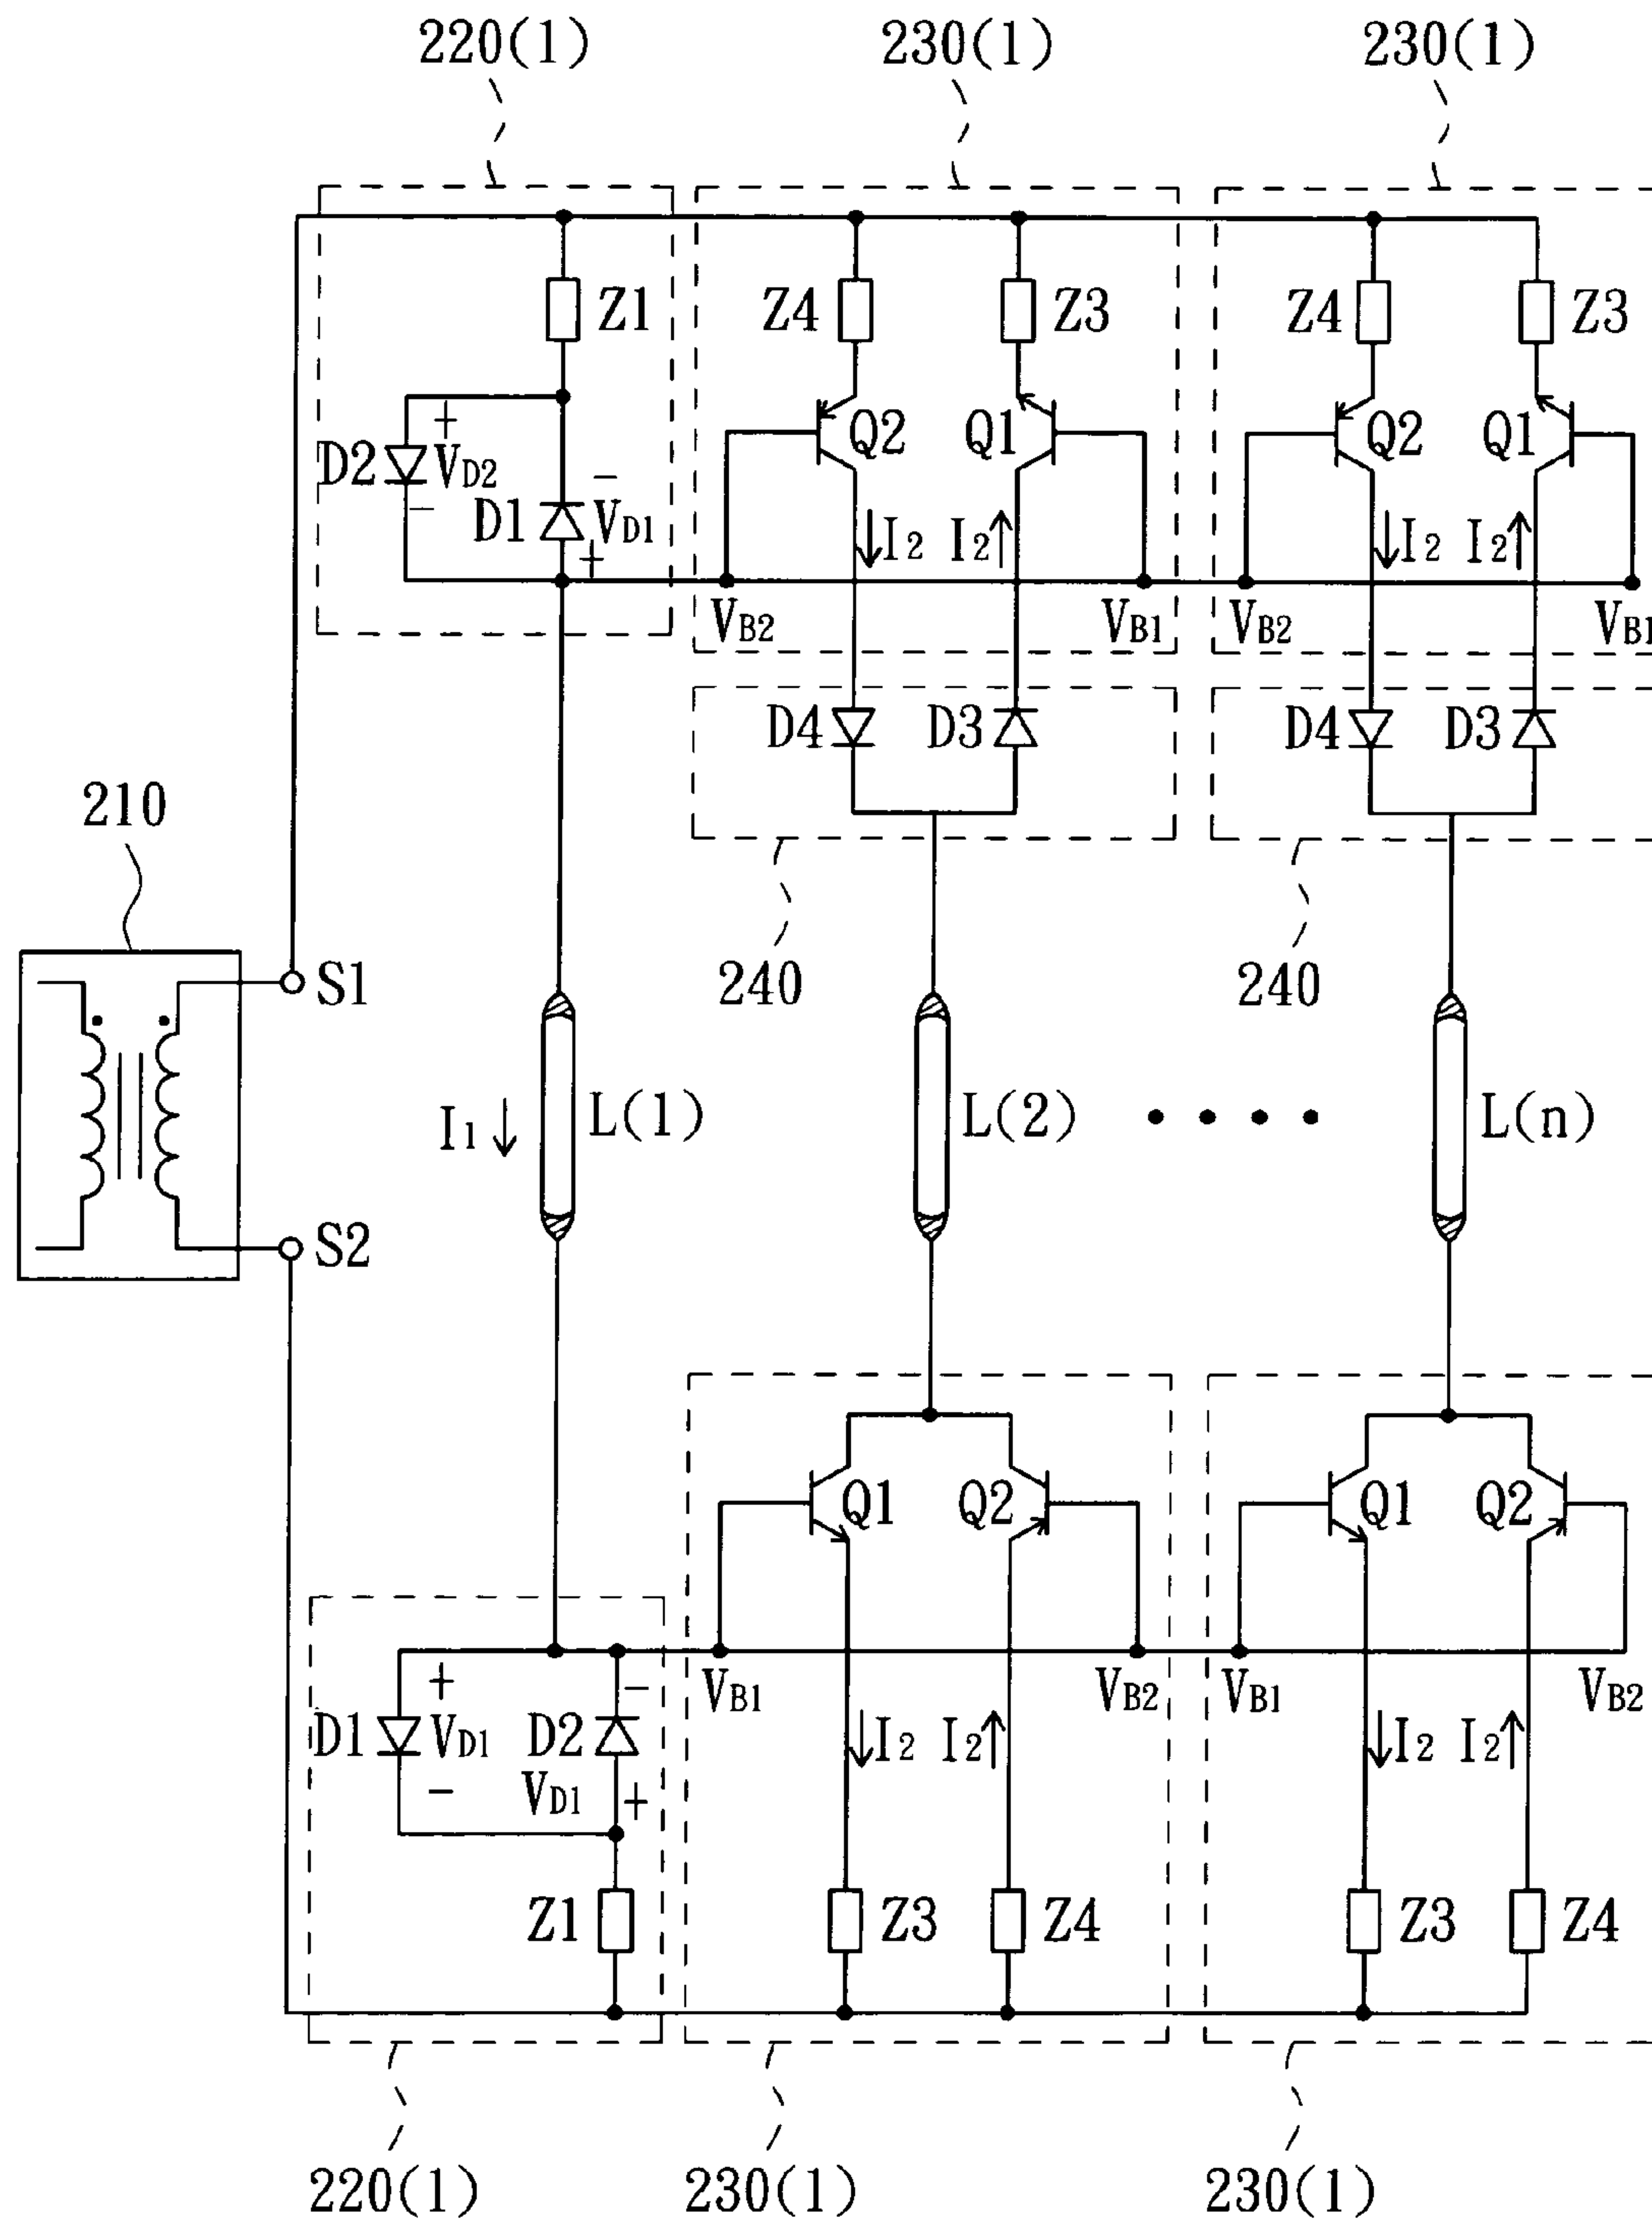 220(1) 230(1) 230(1)
Z1 Z4 Z3 Z4 Z3
+
D2 VD2 Q2 Q1 Q2 Q1
− −
D1 VD1 I2 I2 I2 I2
+
VB2 VB1 VB2 VB1
D4 D3 D4 D3
210
240 240
S1
I1 L(1) L(2) • • • • L(n)
S2
Q1 Q2 Q1 Q2
+ − VB1 VB2 VB1 VB2
D1 VD1 D2 I2 I2 I2 I2
− VD1 +
Z1 Z3 Z4 Z3 Z4
220(1) 230(1) 230(1)